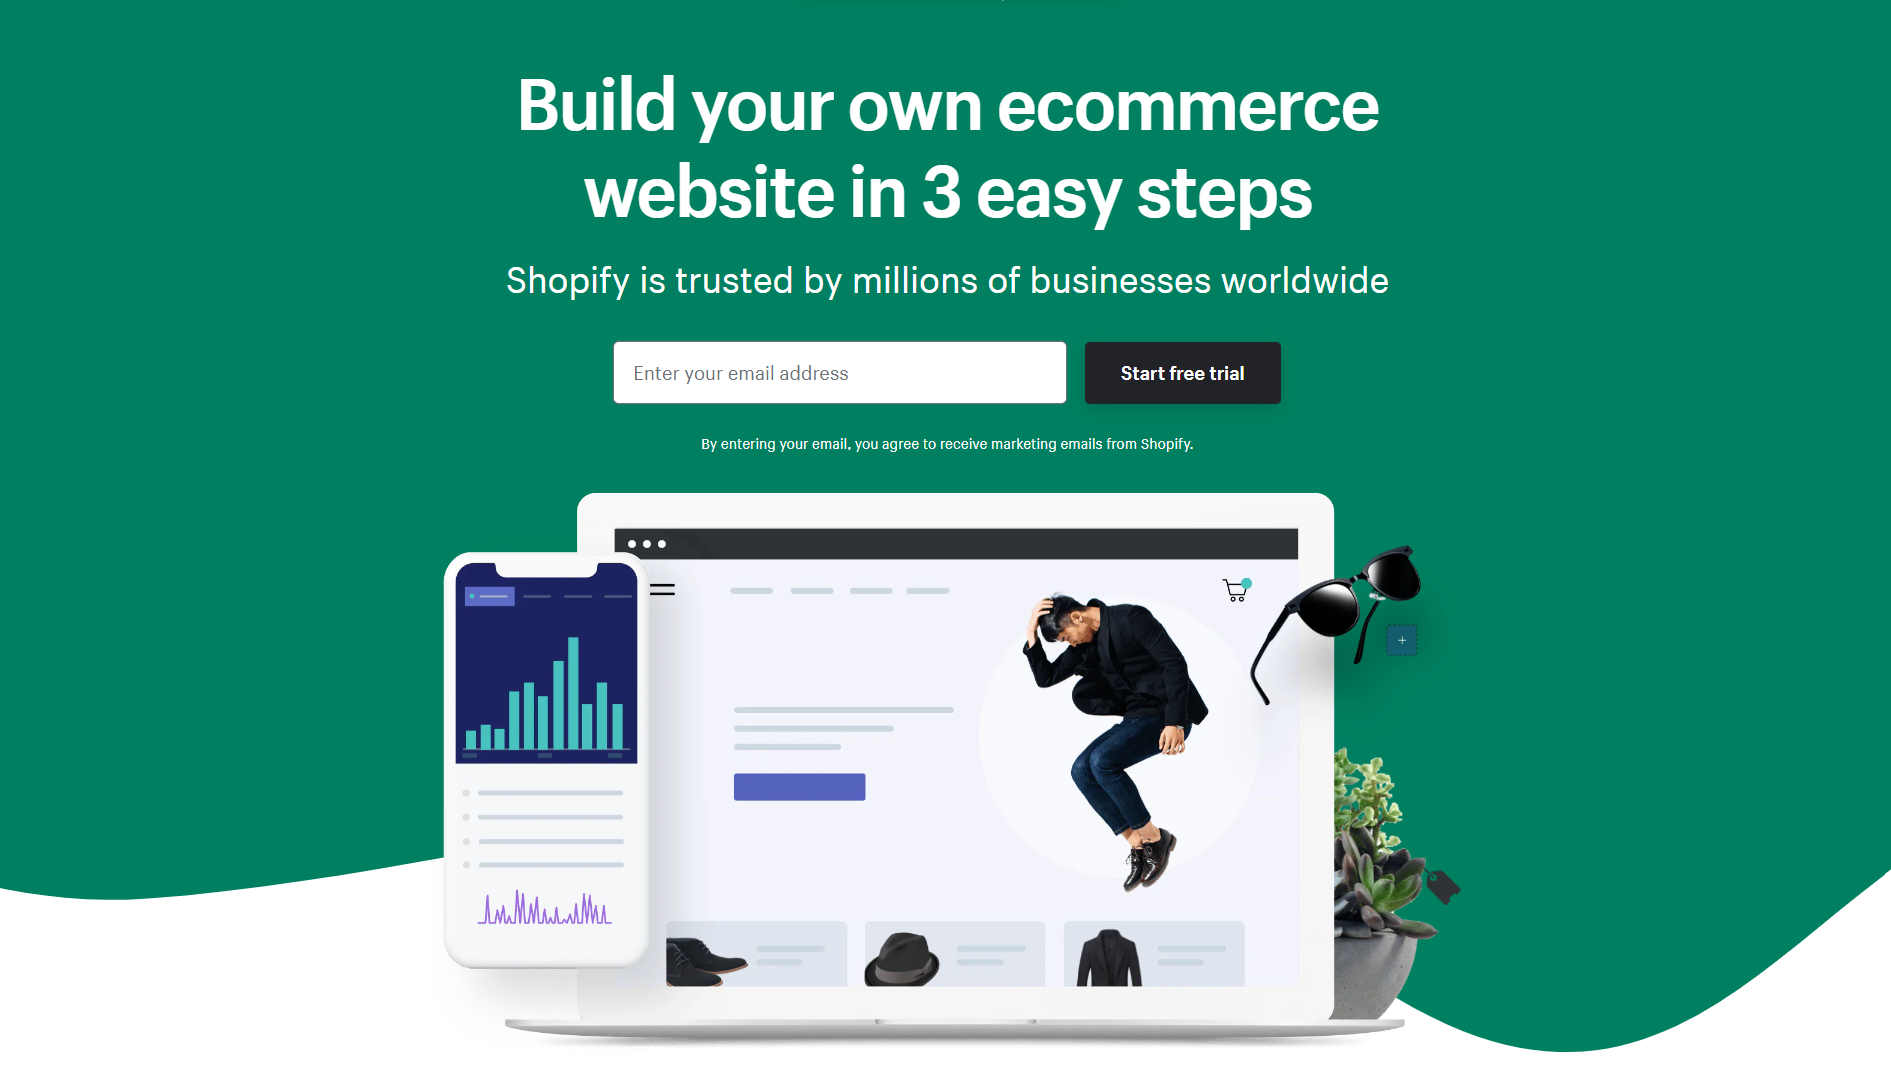 Build your own ecommerce
website in 3 easy steps
Shopify is trusted by millions of businesses worldwide
Enter your email address
Start free trial
By entering your email, you agree to receive marketing emails from Shopify.